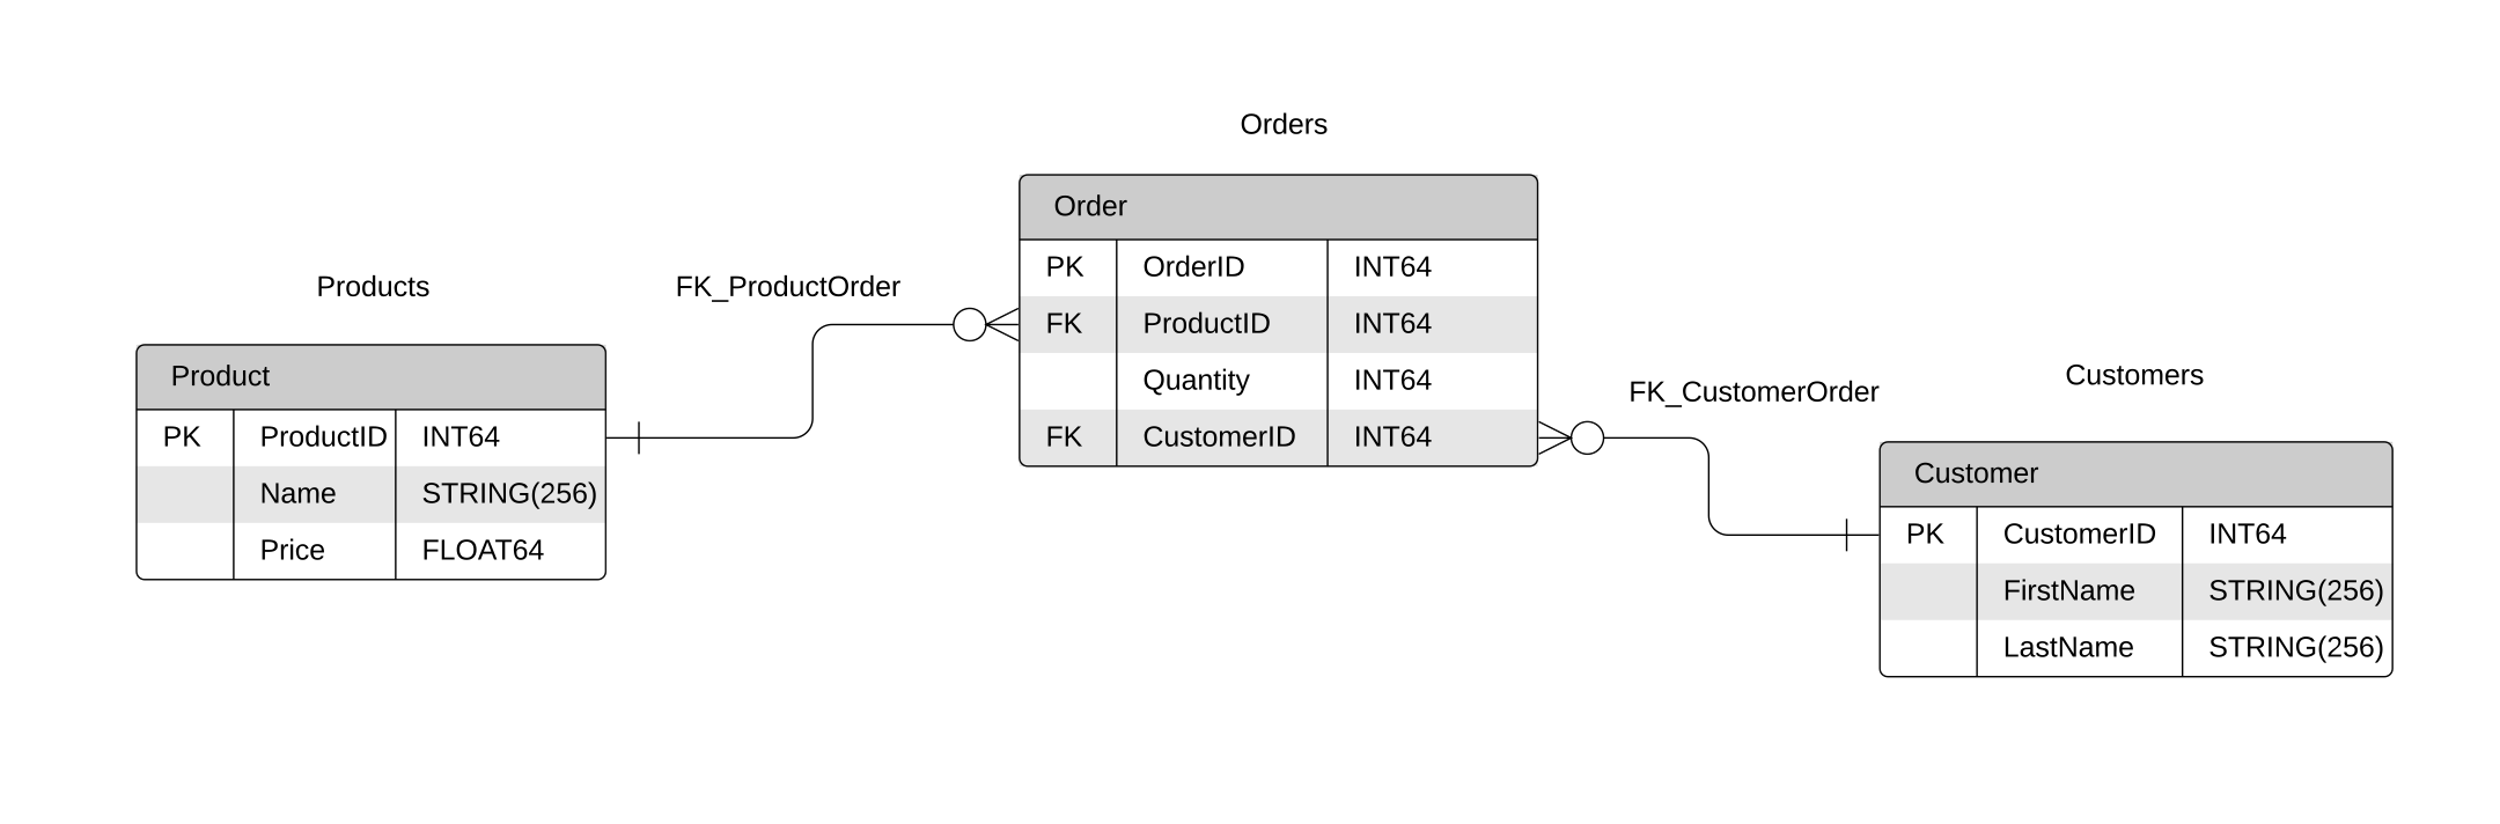 Products
Product
PK ProductID INT64
Name STRING(256)
Price FLOAT64
FK_ProductOrder
Orders
Order
PK OrderID INT64
FK ProductID INT64
Quantity INT64
FK CustomerID INT64
FK_CustomerOrder
Customers
Customer
PK CustomerID INT64
FirstName STRING(256)
LastName STRING(256)